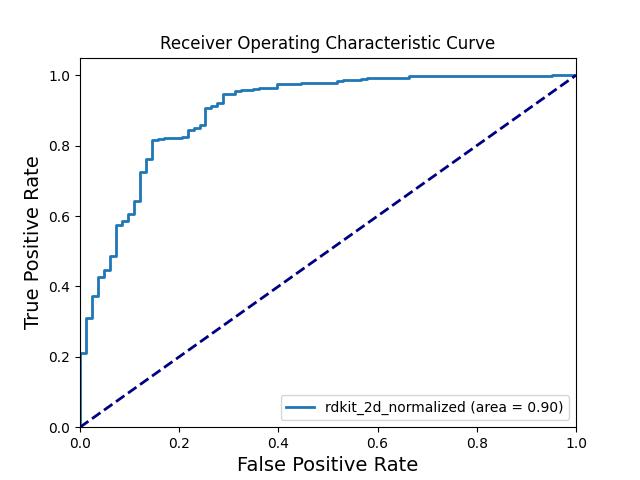 Receiver Operating Characteristic Curve
1.0
0.8
0.6
0.4
0.2
0.0
True Positive Rate
rdkit_2d_normalized (area = 0.90)
0.0 0.2 0.4 0.6 0.8 1.0
False Positive Rate